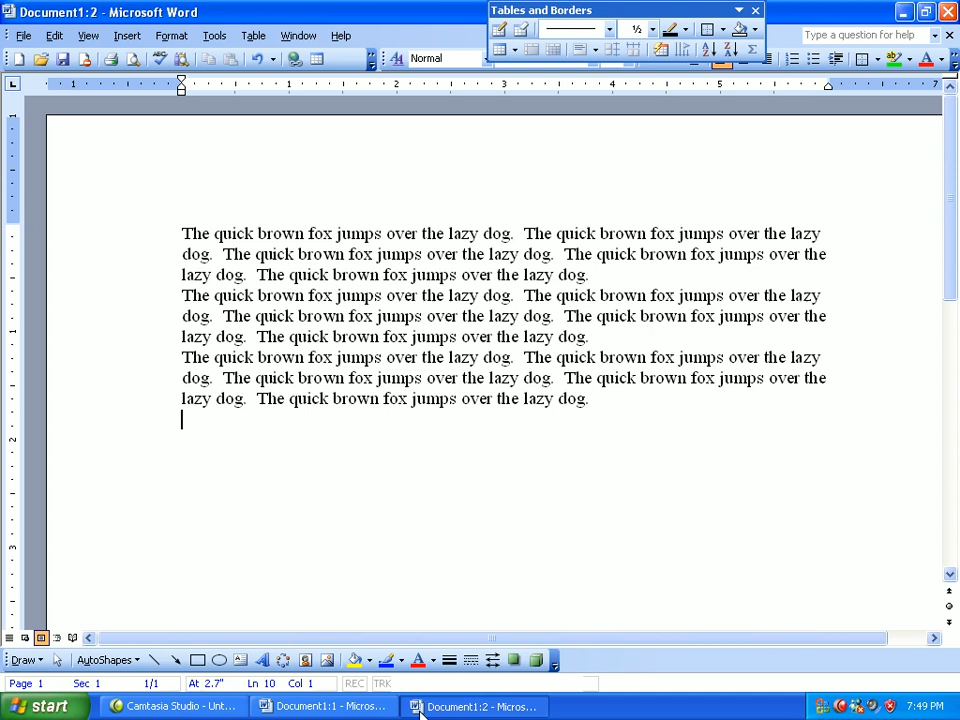 Document1:2 - Microsoft Word
Tables and Borders
File Edit View Insert Format Tools Table Window Help
Type a question for help
½
Normal
1 1 2 3 4 5 7
The quick brown fox jumps over the lazy dog.  The quick brown fox jumps over the lazy
dog.  The quick brown fox jumps over the lazy dog.  The quick brown fox jumps over the
lazy dog.  The quick brown fox jumps over the lazy dog.
The quick brown fox jumps over the lazy dog.  The quick brown fox jumps over the lazy
dog.  The quick brown fox jumps over the lazy dog.  The quick brown fox jumps over the
lazy dog.  The quick brown fox jumps over the lazy dog.
The quick brown fox jumps over the lazy dog.  The quick brown fox jumps over the lazy
dog.  The quick brown fox jumps over the lazy dog.  The quick brown fox jumps over the
lazy dog.  The quick brown fox jumps over the lazy dog.
Draw AutoShapes
Page 1 Sec 1 1/1 At 2.7" Ln 10 Col 1 REC TRK
start Camtasia Studio - Unt... Document1:1 - Micros... Document1:2 - Micros... 7:49 PM